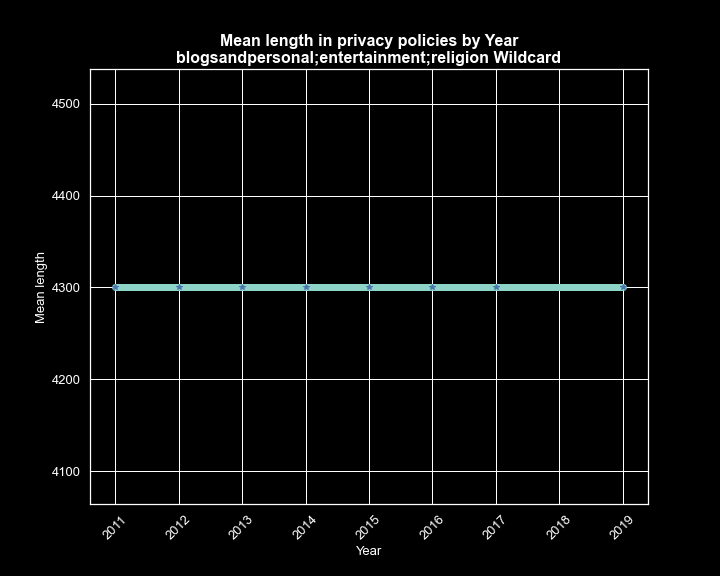 Mean length in privacy policies by Year
blogsandpersonal;entertainment;religion Wildcard
4500
4400
4300
4200
4100
Mean length
2011 2012 2013 2014 2015 2016 2017 2018 2019
Year